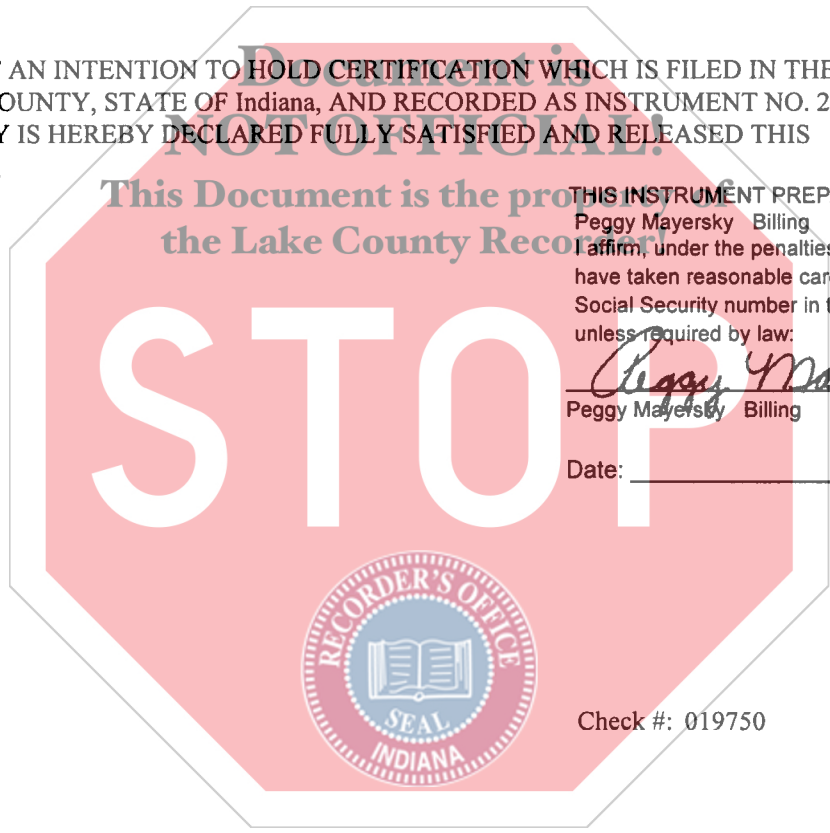 Document is
AN INTENTION TO HOLD CERTIFICATION WHICH IS FILED IN THE
OUNTY, STATE OF Indiana, AND RECORDED AS INSTRUMENT NO. 2
NOT OFFICIAL!
Y IS HEREBY DECLARED FULLY SATISFIED AND RELEASED THIS
This Document is the property of
the Lake County Recorder!
THIS INSTRUMENT PREP
Peggy Mayersky Billing
I affirm, under the penalties
have taken reasonable car
Social Security number in t
unless required by law:
Peggy Ma
Peggy Mayersky Billing
Date:
STOP
RECORDER'S OFFICE
SEAL
INDIANA
Check #: 019750